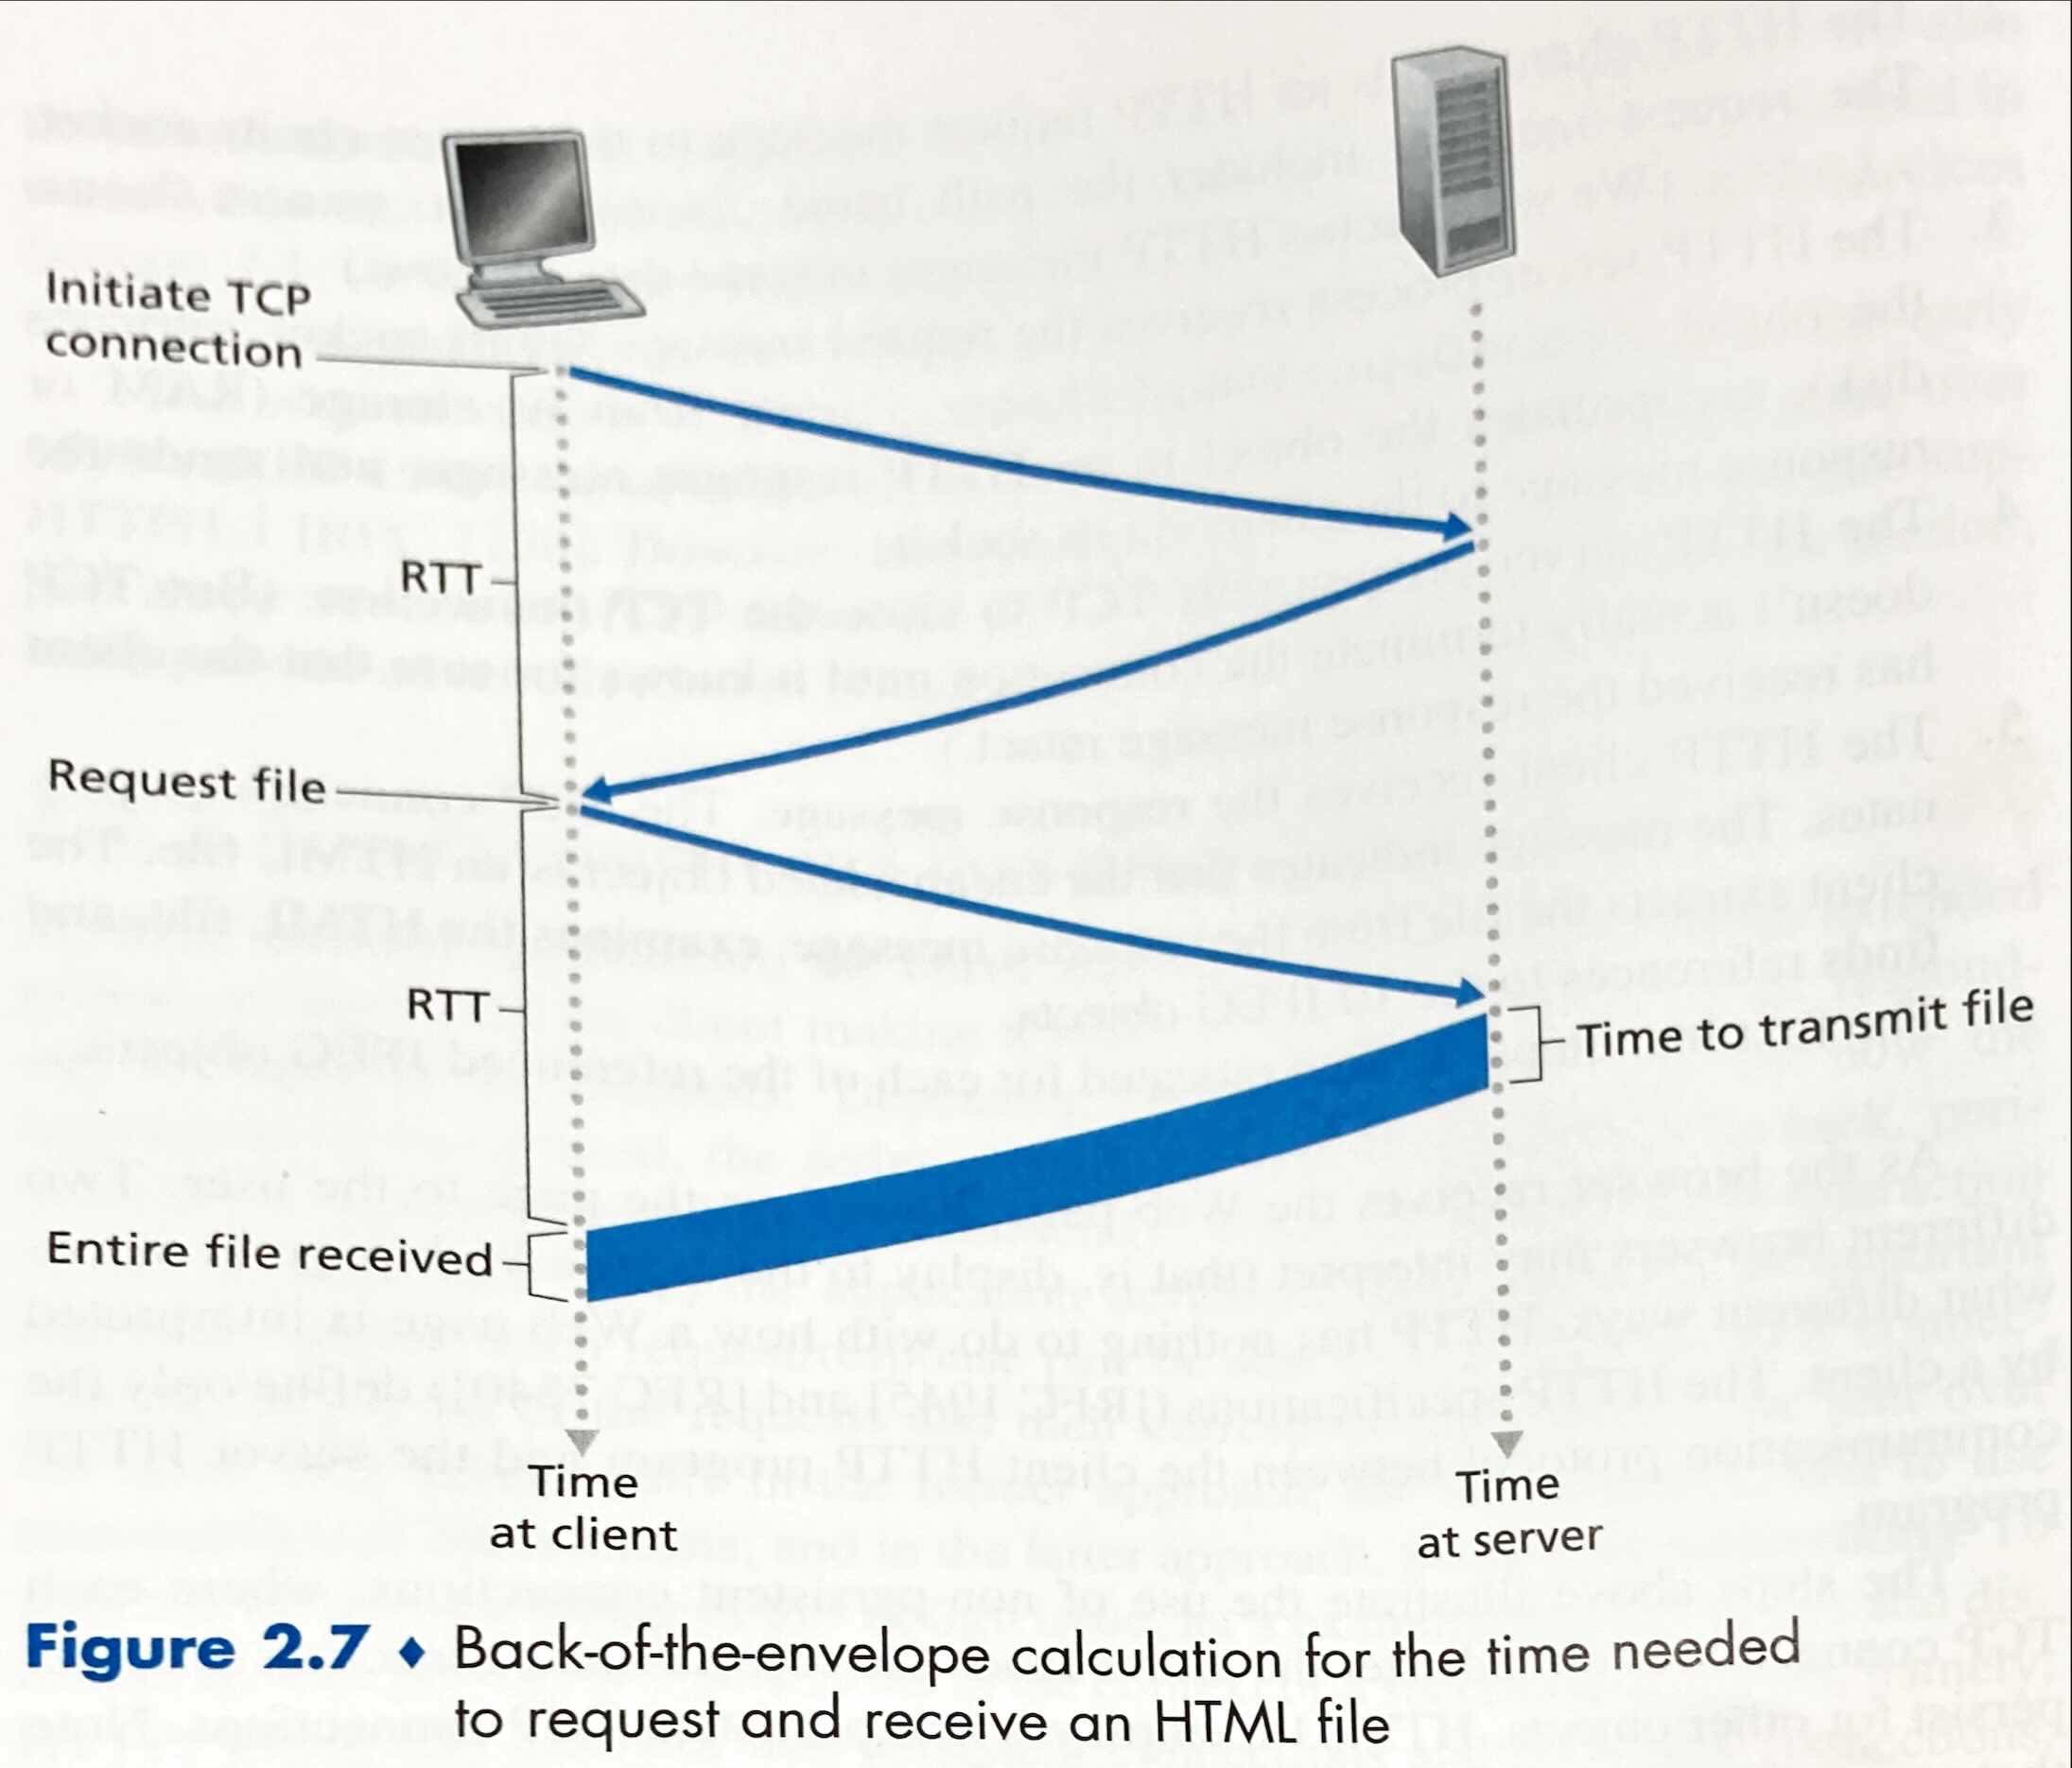 Initiate TCP
connection
RTT
Request file
RTT
Time to transmit file
Entire file received
Time
at client
Time
at server
Figure 2.7 ♦ Back-of-the-envelope calculation for the time needed
to request and receive an HTML file